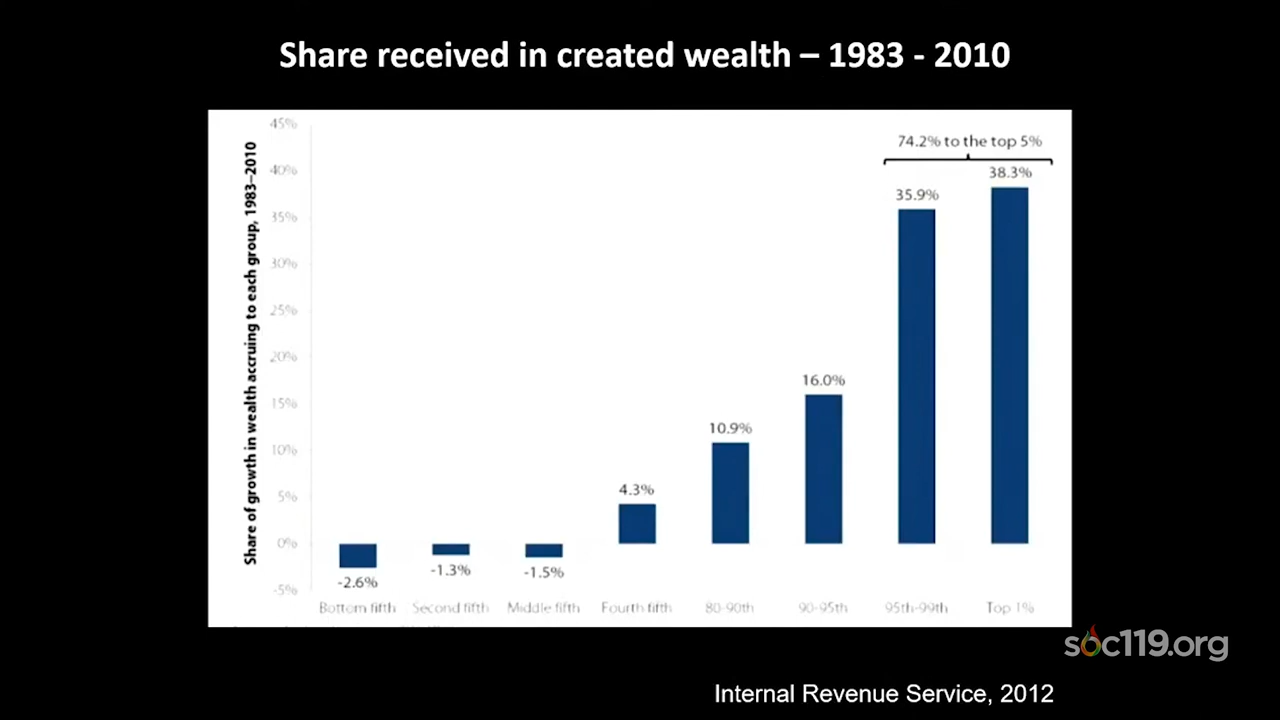 Share received in created wealth – 1983 - 2010
Share of growth in wealth accruing to each group, 1983–2010
45%
40%
35%
30%
25%
20%
15%
10%
5%
0%
-5%
74.2% to the top 5%
-2.6%
-1.3%
-1.5%
4.3%
10.9%
16.0%
35.9%
38.3%
Bottom fifth
Second fifth
Middle fifth
Fourth fifth
80-90th
90-95th
95th-99th
Top 1%
soc119.org
Internal Revenue Service, 2012